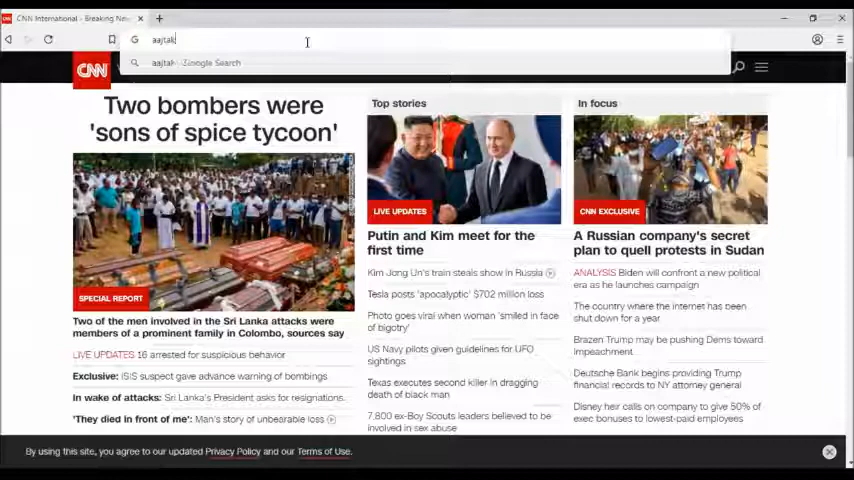 CNN International - Breaking New
aajtak
aajtak - Google Search
CNN
Two bombers were
'sons of spice tycoon'
SPECIAL REPORT
Two of the men involved in the Sri Lanka attacks were
members of a prominent family in Colombo, sources say
LIVE UPDATES 16 arrested for suspicious behavior
Exclusive: ISIS suspect gave advance warning of bombings
In wake of attacks: Sri Lanka's President asks for resignations.
'They died in front of me': Man's story of unbearable loss
Top stories
LIVE UPDATES
Putin and Kim meet for the
first time
Kim Jong Un's train steals show in Russia
Tesla posts 'apocalyptic' $702 million loss
Photo goes viral when woman 'smiled in face
of bigotry'
US Navy pilots given guidelines for UFO
sightings
Texas executes second killer in dragging
death of black man
7,800 ex-Boy Scouts leaders believed to be
involved in sex abuse
In focus
CNN EXCLUSIVE
A Russian company's secret
plan to quell protests in Sudan
ANALYSIS Biden will confront a new political
era as he launches campaign
The country where the internet has been
shut down for a year
Brazen Trump may be pushing Dems toward
impeachment
Deutsche Bank begins providing Trump
financial records to NY attorney general
Disney heir calls on company to give 50% of
exec bonuses to lowest-paid employees
By using this site, you agree to our updated Privacy Policy and our Terms of Use.